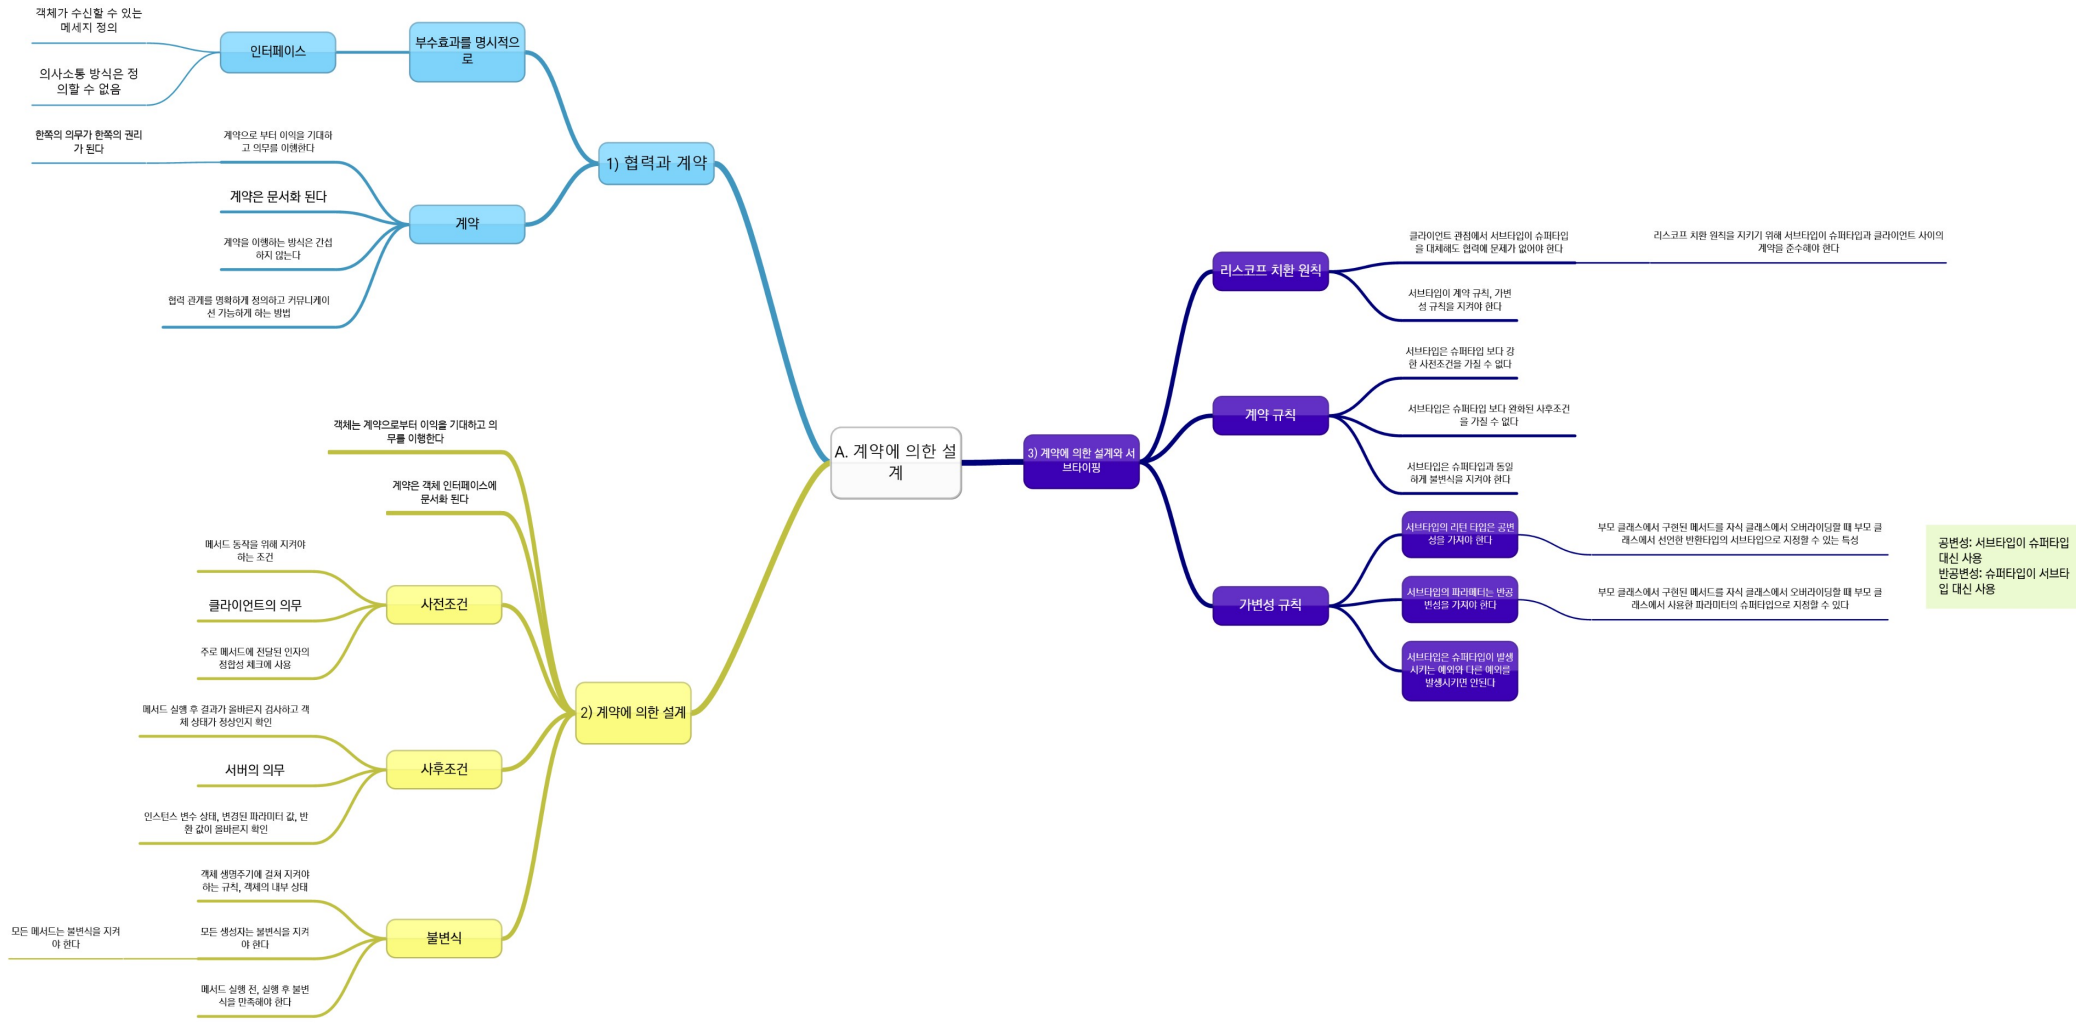 객체가 수신할 수 있는
메세지 정의
의사소통 방식은 정
의할 수 없음
인터페이스
부수효과를 명시적으
로
한쪽의 의무가 한쪽의 권리
가 된다
계약으로 부터 이익을 기대하
고 의무를 이행한다
계약은 문서화 된다
계약을 이행하는 방식은 간섭
하지 않는다
협력 관계를 명확하게 정의하고 커뮤니케이
션 가능하게 하는 방법
계약
1) 협력과 계약
A. 계약에 의한 설
계
객체는 계약으로부터 이익을 기대하고 의
무를 이행한다
계약은 객체 인터페이스에
문서화 된다
메서드 동작을 위해 지켜야
하는 조건
클라이언트의 의무
주로 메서드에 전달된 인자의
정합성 체크에 사용
사전조건
메서드 실행 후 결과가 올바른지 검사하고 객
체 상태가 정상인지 확인
서버의 의무
인스턴스 변수 상태, 변경된 파라미터 값, 반
환 값이 올바른지 확인
사후조건
2) 계약에 의한 설계
객체 생명주기에 걸쳐 지켜야
하는 규칙, 객체의 내부 상태
모든 메서드는 불변식을 지켜
야 한다
모든 생성자는 불변식을 지켜
야 한다
메서드 실행 전, 실행 후 불변
식을 만족해야 한다
불변식
3) 계약에 의한 설계와 서
브타이핑
리스코프 치환 원칙
클라이언트 관점에서 서브타입이 슈퍼타입
을 대체해도 협력에 문제가 없어야 한다
리스코프 치환 원칙을 지키기 위해 서브타입이 슈퍼타입과 클라이언트 사이의
계약을 준수해야 한다
서브타입이 계약 규칙, 가변
성 규칙을 지켜야 한다
계약 규칙
서브타입은 슈퍼타입 보다 강
한 사전조건을 가질 수 없다
서브타입은 슈퍼타입 보다 완화된 사후조건
을 가질 수 없다
서브타입은 슈퍼타입과 동일
하게 불변식을 지켜야 한다
가변성 규칙
서브타입의 리턴 타입은 공변
성을 가져야 한다
부모 클래스에서 구현된 메서드를 자식 클래스에서 오버라이딩할 때 부모 클
래스에서 선언한 반환타입의 서브타입으로 지정할 수 있는 특성
서브타입의 파라메터는 반공
변성을 가져야 한다
부모 클래스에서 구현된 메서드를 자식 클래스에서 오버라이딩할 때 부모 클
래스에서 사용한 파라미터의 슈퍼타입으로 지정할 수 있다
서브타입은 슈퍼타입이 발생
시키는 예외와 다른 예외를
발생시키면 안된다
공변성: 서브타입이 슈퍼타입
대신 사용
반공변성: 슈퍼타입이 서브타
입 대신 사용